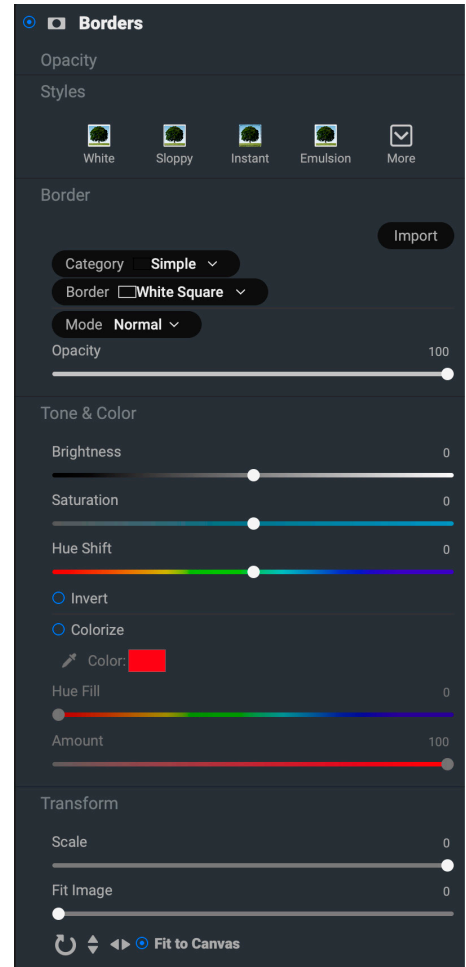 Borders
Opacity
Styles
White Sloppy Instant Emulsion More
Border
Import
Category Simple
Border White Square
Mode Normal
Opacity 100
Tone & Color
Brightness 0
Saturation 0
Hue Shift 0
Invert
Colorize
Color:
Hue Fill 0
Amount 100
Transform
Scale 0
Fit Image 0
Fit to Canvas